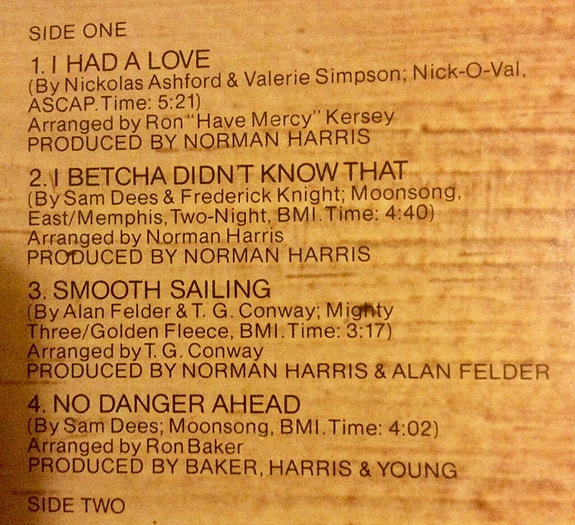 SIDE ONE
1. I HAD A LOVE
(By Nickolas Ashford & Valerie Simpson; Nick-O-Val,
ASCAP. Time: 5:21)
Arranged by Ron "Have Mercy" Kersey
PRODUCED BY NORMAN HARRIS
2. I BETCHA DIDN'T KNOW THAT
(By Sam Dees & Frederick Knight; Moonsong,
East/Memphis, Two-Night, BMI. Time: 4:40)
Arranged by Norman Harris
PRODUCED BY NORMAN HARRIS
3. SMOOTH SAILING
(By Alan Felder & T. G. Conway; Mighty
Three/Golden Fleece, BMI. Time: 3:17)
Arranged by T. G. Conway
PRODUCED BY NORMAN HARRIS & ALAN FELDER
4. NO DANGER AHEAD
(By Sam Dees; Moonsong, BMI. Time: 4:02)
Arranged by Ron Baker
PRODUCED BY BAKER, HARRIS & YOUNG
SIDE TWO